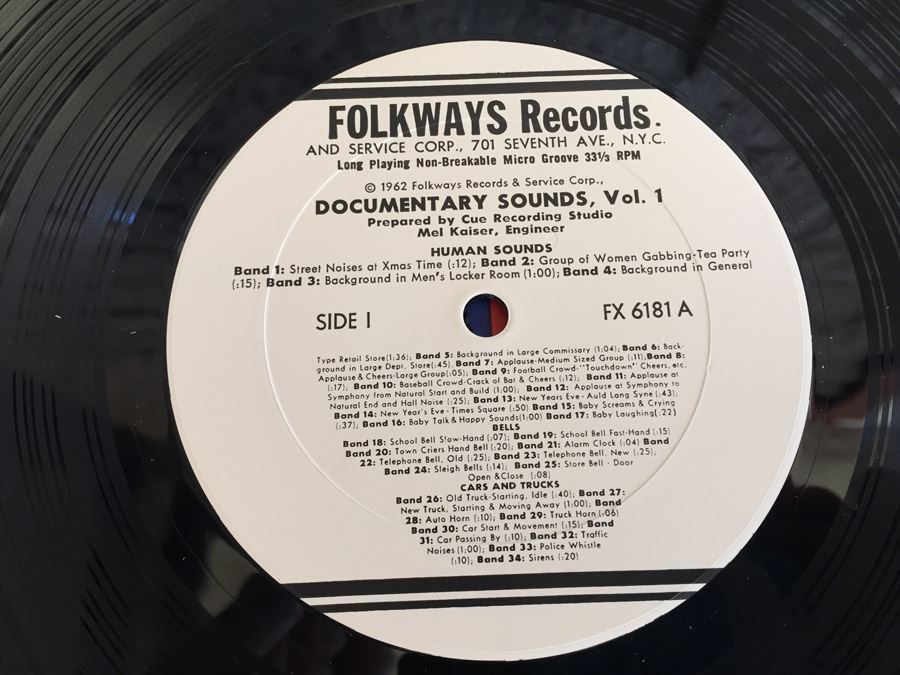 FOLKWAYS Records.
AND SERVICE CORP., 701 SEVENTH AVE., N.Y.C.
Long Playing Non-Breakable Micro Groove 33⅓ RPM
© 1962 Folkways Records & Service Corp.,
DOCUMENTARY SOUNDS, Vol. 1
Prepared by Cue Recording Studio
Mel Kaiser, Engineer
HUMAN SOUNDS
Band 1: Street Noises at Xmas Time (:12); Band 2: Group of Women Gabbing-Tea Party
(:15); Band 3: Background in Men's Locker Room (1:00); Band 4: Background in General
SIDE I
FX 6181 A
Type Retail Store(1:36); Band 5: Background in Large Commissary (1:04); Band 6: Back-
ground in Large Dept. Store(:45). Band 7: Applause-Medium Sized Group (:11);Band 8:
Applause & Cheers-Large Group(:05); Band 9: Football Crowd-"Touchdown" Cheers, etc.
(:17); Band 10: Baseball Crowd-Crack of Bat & Cheers (:12); Band 11: Applause at
Symphony from Natural Start and Build (1:00); Band 12: Applause at Symphony to
Natural End and Hall Noise (:25); Band 13: New Years Eve-Auld Lang Syne (:43);
Band 14: New Year's Eve-Times Square (:50) Band 15: Baby Screams & Crying
(:37), Band 16: Baby Talk & Happy Sounds(1:00) Band 17: Baby Laughing(:22)
BELLS
Band 18: School Bell Slow-Hand (:07); Band 19: School Bell Fast-Hand (:15)
Band 20: Town Criers Hand Bell (:20); Band 21: Alarm Clock (:04) Band
22: Telephone Bell, Old (:25); Band 23: Telephone Bell, New (:25);
Band 24: Sleigh Bells (:14); Band 25: Store Bell - Door
Open &Close (:08)
CARS AND TRUCKS
Band 26: Old Truck-Starting, Idle (:40); Band 27:
New Truck, Starting & Moving Away (1:00); Band
28: Auto Horn (:10); Band 29: Truck Horn (:06)
Band 30: Car Start & Movement (:15); Band
31: Car Passing By (:10); Band 32: Traffic
Noises (1:00); Band 33: Police Whistle
(:10); Band 34: Sirens (:20)